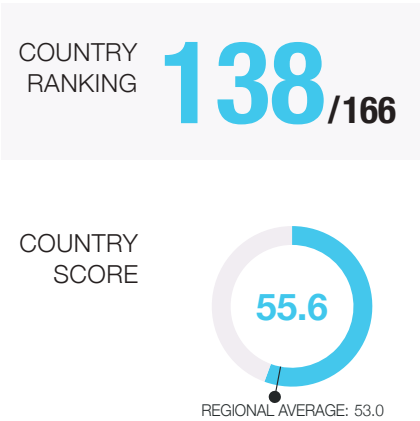 COUNTRY
RANKING
138/166
COUNTRY
SCORE
55.6
REGIONAL AVERAGE: 53.0